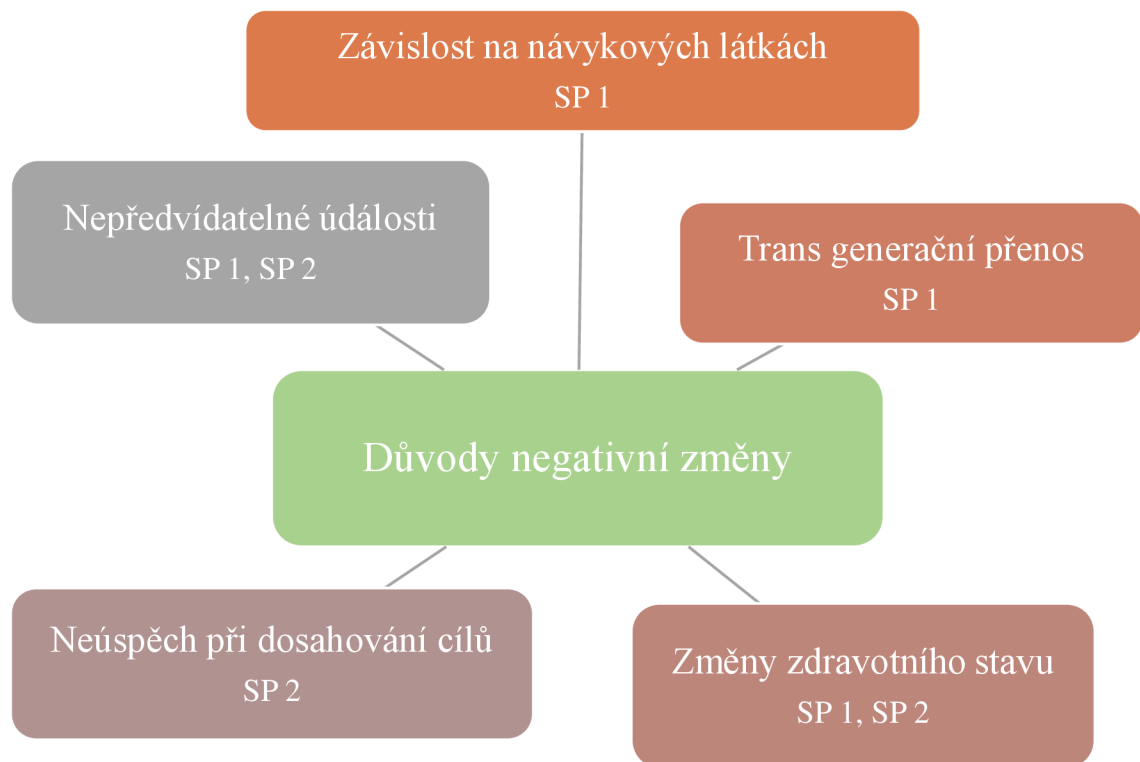 Závislost na návykových látkách
SP 1
Nepředvídatelné údálosti
SP 1, SP 2
Trans generační přenos
SP 1
Důvody negativní změny
Neúspěch při dosahování cílů
SP 2
Změny zdravotního stavu
SP 1, SP 2